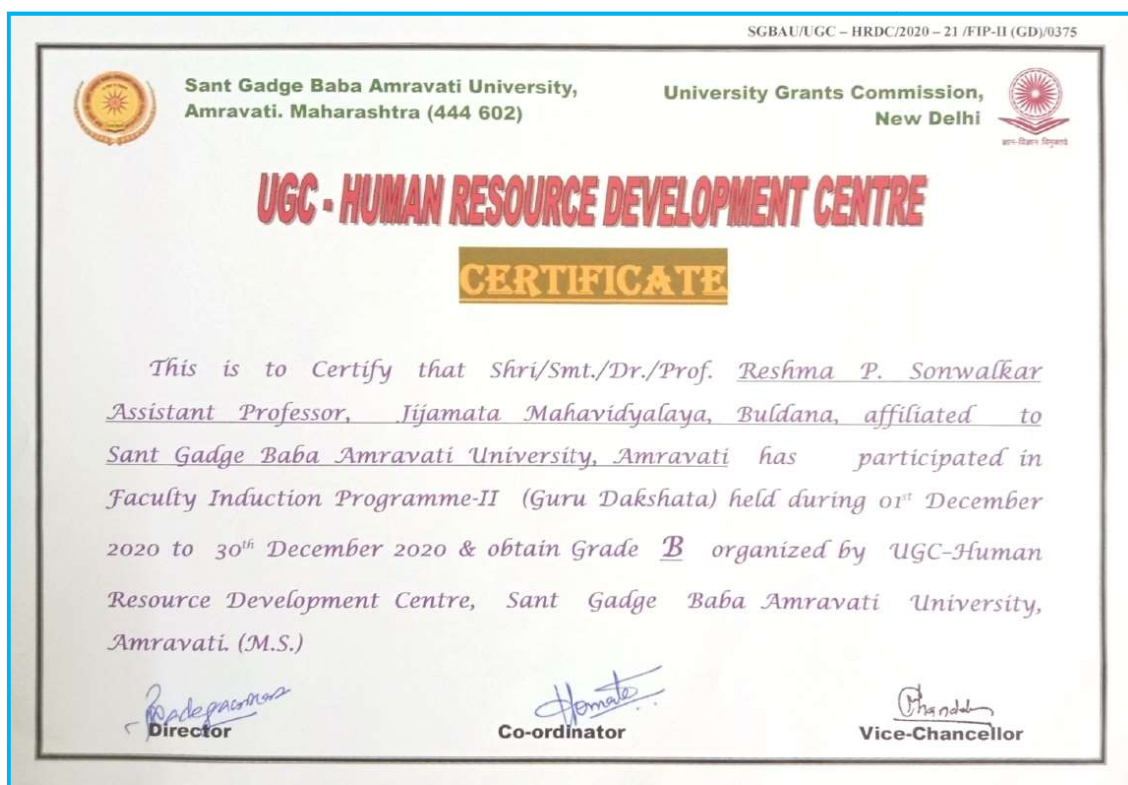 SGBAU/UGC – HRDC/2020 – 21 /FIP-II (GD)/0375
Sant Gadge Baba Amravati University,
Amravati. Maharashtra (444 602)
University Grants Commission,
New Delhi
ज्ञान-विज्ञान विमुक्तये
UGC - HUMAN RESOURCE DEVELOPMENT CENTRE
CERTIFICATE
This is to Certify that Shri/Smt./Dr./Prof. Reshma P. Sonwalkar
Assistant Professor, Jijamata Mahavidyalaya, Buldana, affiliated to
Sant Gadge Baba Amravati University, Amravati has participated in
Faculty Induction Programme-II (Guru Dakshata) held during 01st December
2020 to 30th December 2020 & obtain Grade B organized by UGC-Human
Resource Development Centre, Sant Gadge Baba Amravati University,
Amravati. (M.S.)
Director
Co-ordinator
Vice-Chancellor